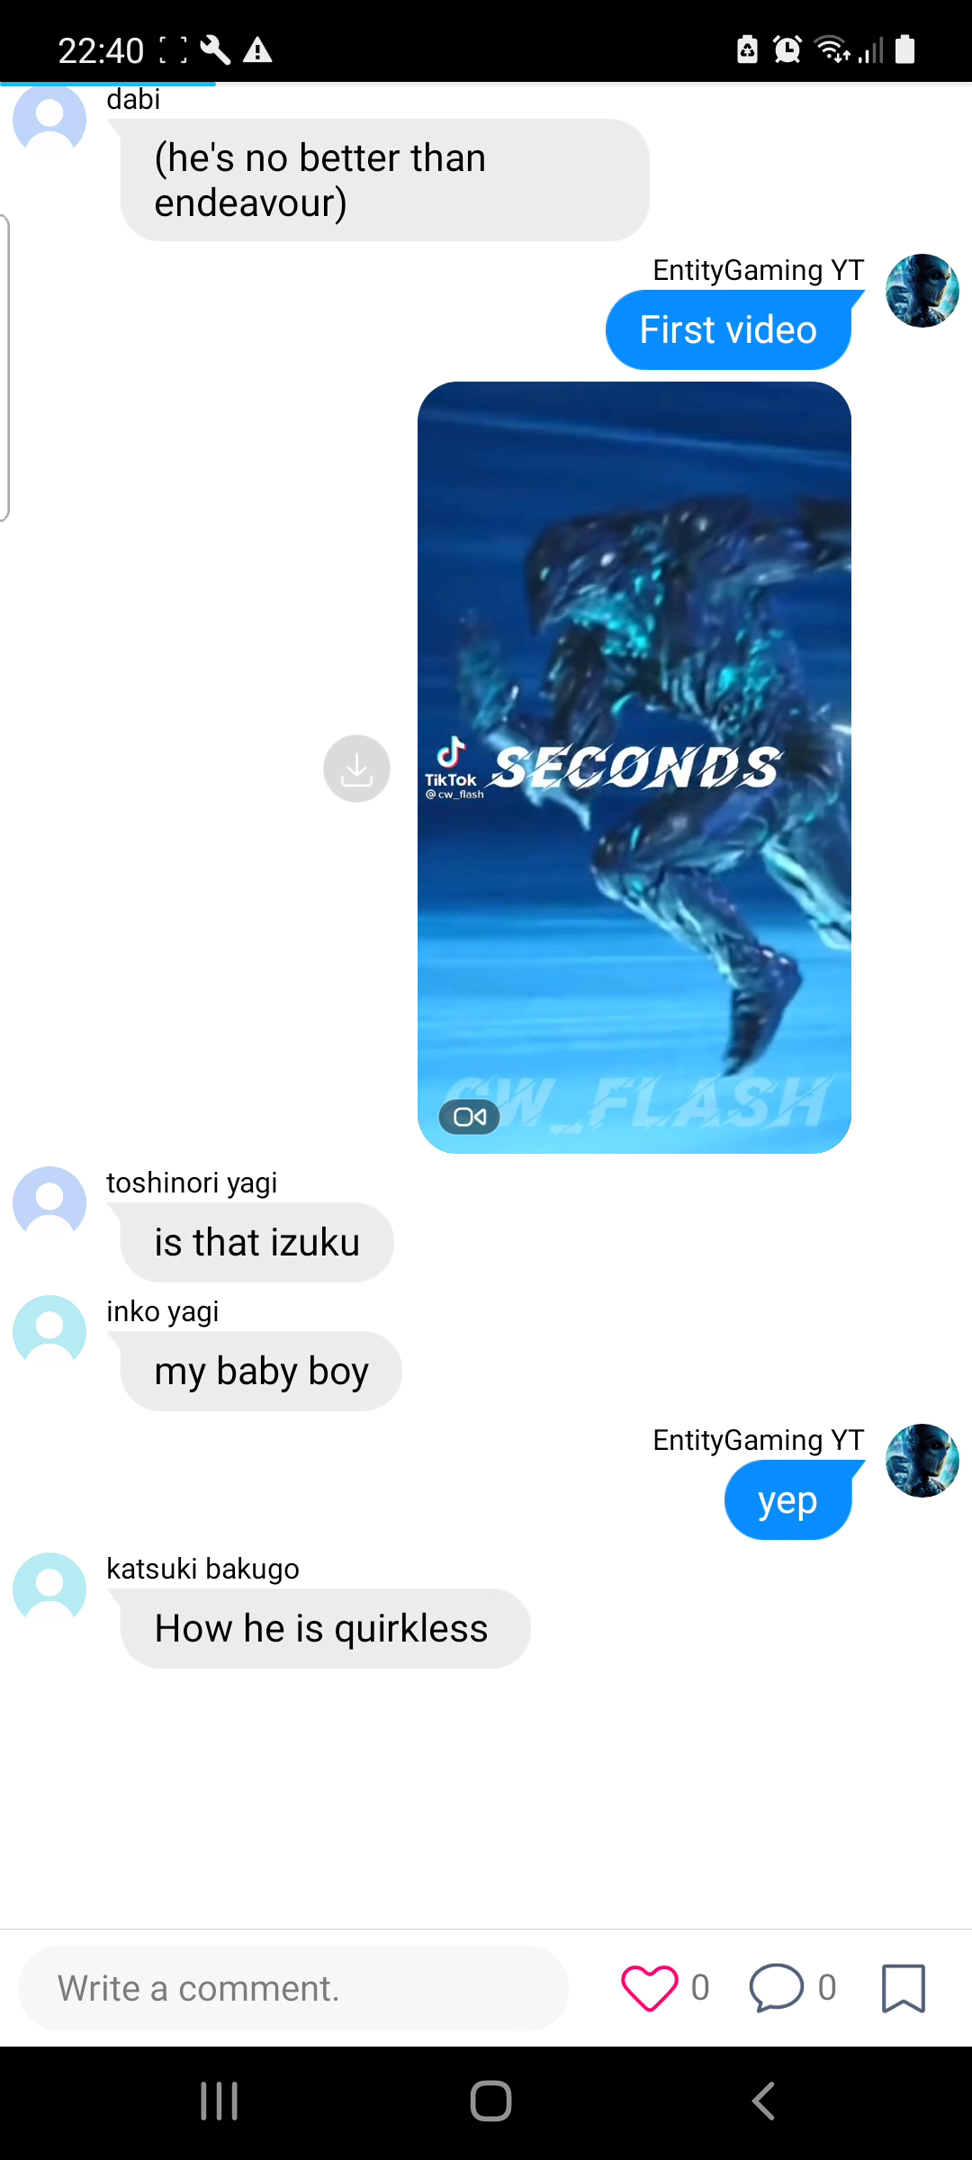 22:40
dabi
(he's no better than
endeavour)
EntityGaming YT
First video
SECONDS
TikTok
@cw_flash
CW_FLASH
toshinori yagi
is that izuku
inko yagi
my baby boy
EntityGaming YT
yep
katsuki bakugo
How he is quirkless
Write a comment.
0
0